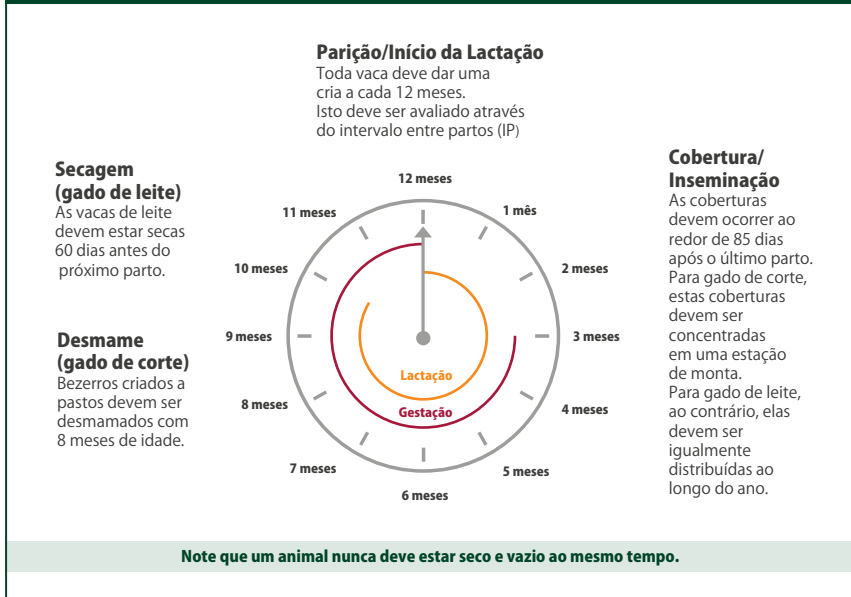 Parição/Início da Lactação
Toda vaca deve dar uma
cria a cada 12 meses.
Isto deve ser avaliado através
do intervalo entre partos (IP)
Secagem
(gado de leite)
As vacas de leite
devem estar secas
60 dias antes do
próximo parto.
Desmame
(gado de corte)
Bezerros criados a
pastos devem ser
desmamados com
8 meses de idade.
12 meses
1 mês
2 meses
3 meses
4 meses
5 meses
6 meses
7 meses
8 meses
9 meses
10 meses
11 meses
Lactação
Gestação
Cobertura/
Inseminação
As coberturas
devem ocorrer ao
redor de 85 dias
após o último parto.
Para gado de corte,
estas coberturas
devem ser
concentradas
em uma estação
de monta.
Para gado de leite,
ao contrário, elas
devem ser
igualmente
distribuídas ao
longo do ano.
Note que um animal nunca deve estar seco e vazio ao mesmo tempo.